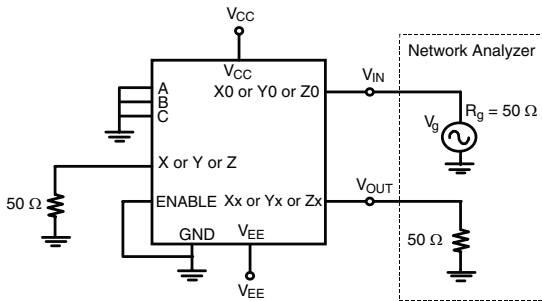 V_CC
Network Analyzer
V_CC
A
B
C
X0 or Y0 or Z0
V_IN
V_g
R_g = 50 Ω
X or Y or Z
50 Ω
ENABLE
Xx or Yx or Zx
V_OUT
50 Ω
GND
V_EE
V_EE